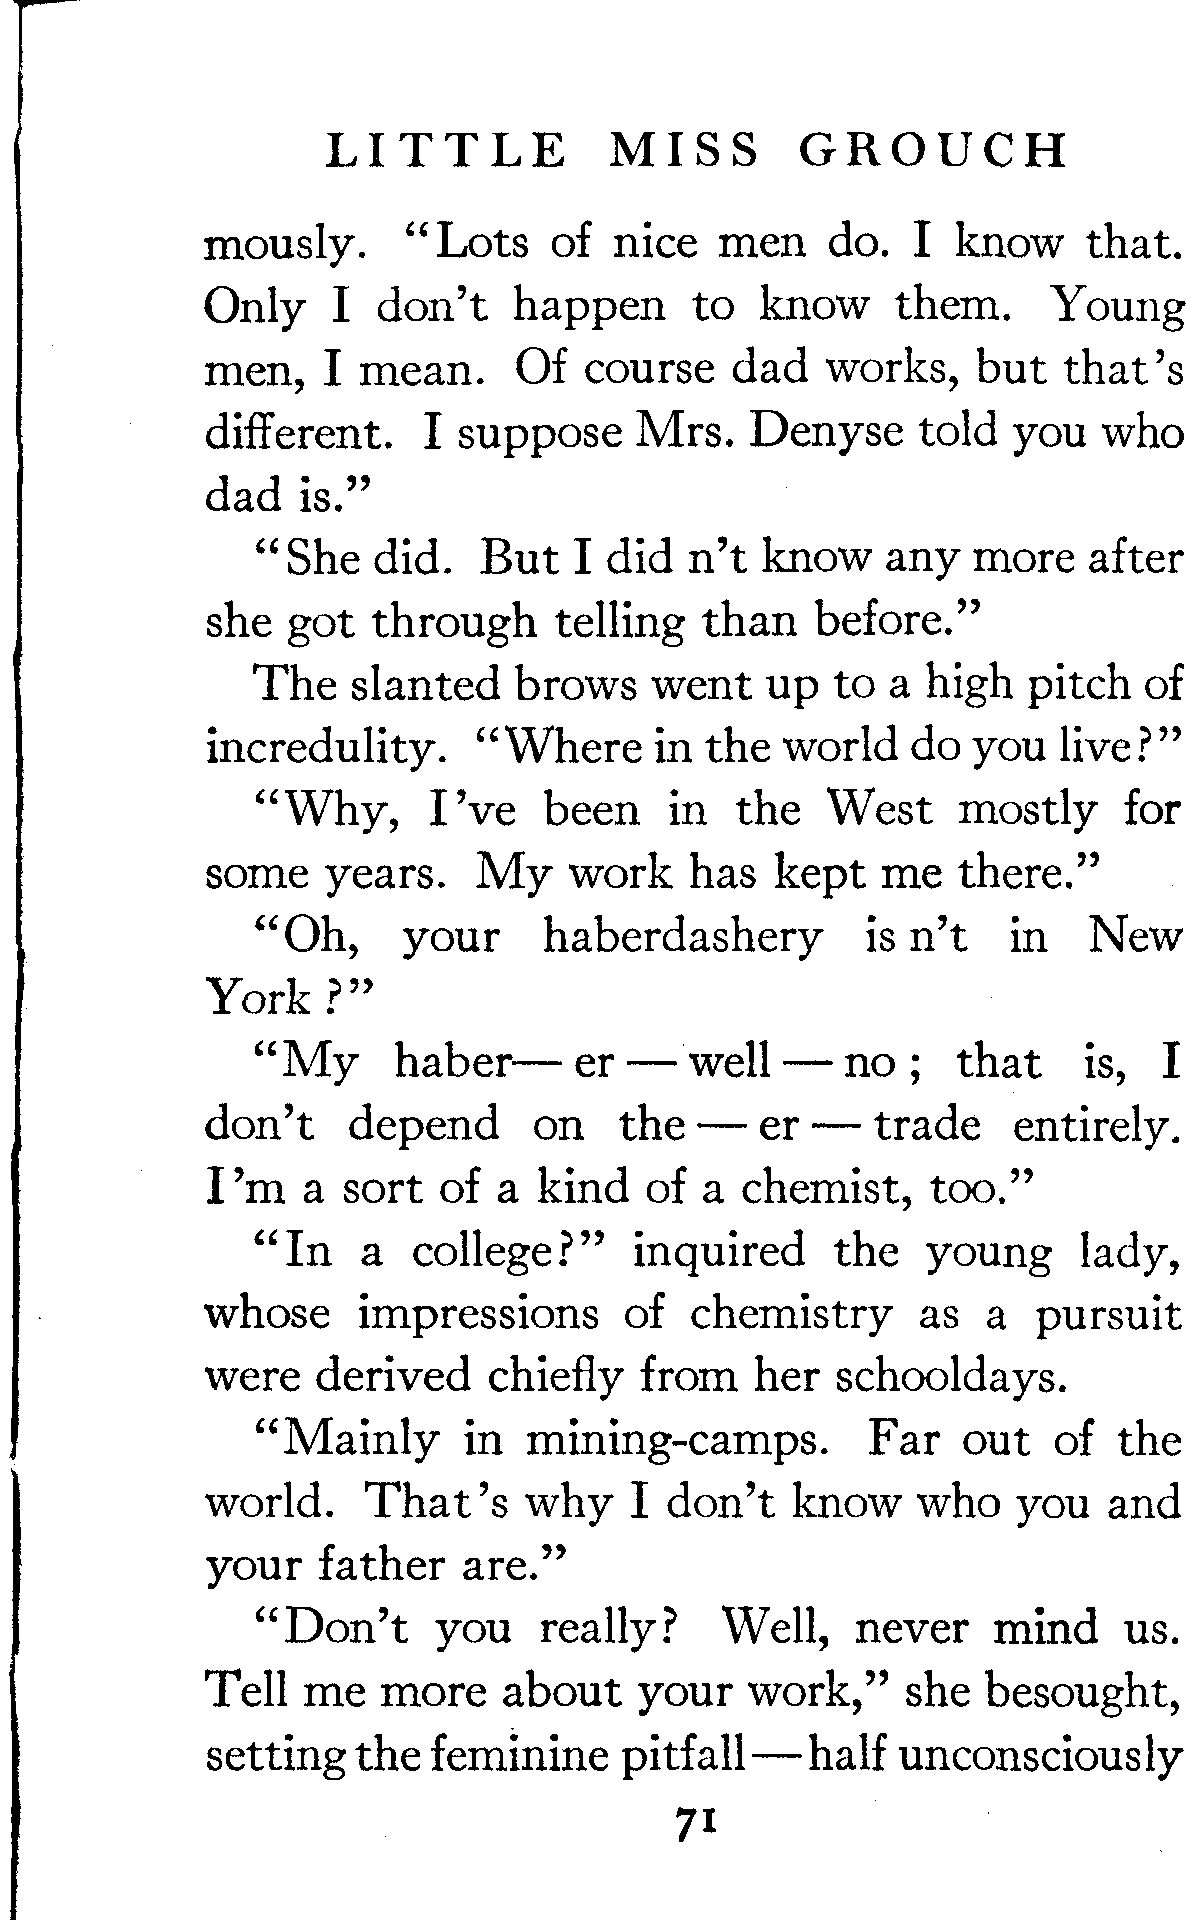 LITTLE MISS GROUCH
mously. “Lots of nice men do. I know that.
Only I don’t happen to know them. Young
men, I mean. Of course dad works, but that’s
different. I suppose Mrs. Denyse told you who
dad is.”
“She did. But I did n’t know any more after
she got through telling than before.”
The slanted brows went up to a high pitch of
incredulity. “Where in the world do you live?”
“Why, I’ve been in the West mostly for
some years. My work has kept me there.”
“Oh, your haberdashery is n’t in New
York?”
“My haber— er — well — no; that is, I
don’t depend on the — er — trade entirely.
I’m a sort of a kind of a chemist, too.”
“In a college?” inquired the young lady,
whose impressions of chemistry as a pursuit
were derived chiefly from her schooldays.
“Mainly in mining-camps. Far out of the
world. That’s why I don’t know who you and
your father are.”
“Don’t you really? Well, never mind us.
Tell me more about your work,” she besought,
setting the feminine pitfall—half unconsciously
71